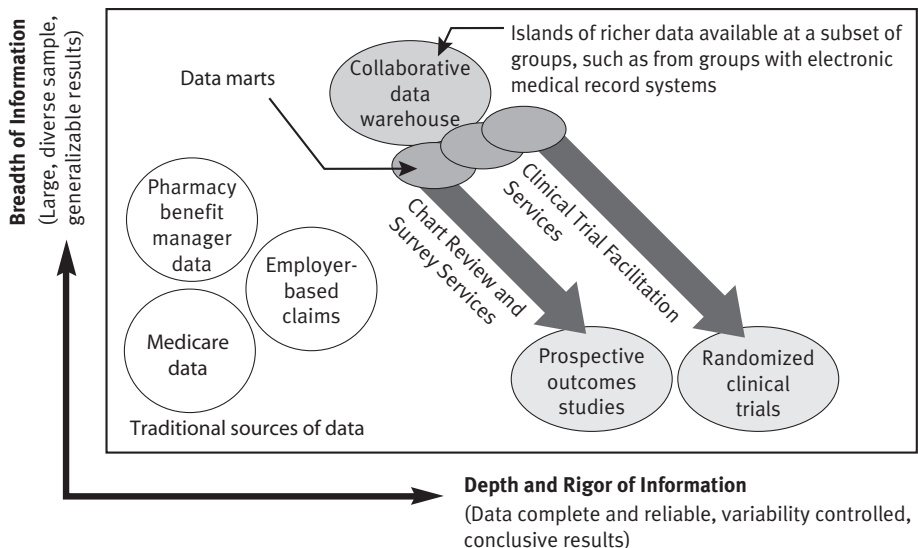 Breadth of Information
(Large, diverse sample,
generalizable results)
Islands of richer data available at a subset of
groups, such as from groups with electronic
medical record systems
Data marts
Collaborative
data
warehouse
Pharmacy
benefit
manager
data
Employer-
based
claims
Medicare
data
Traditional sources of data
Chart Review and
Survey Services
Clinical Trial Facilitation
Services
Prospective
outcomes
studies
Randomized
clinical
trials
Depth and Rigor of Information
(Data complete and reliable, variability controlled,
conclusive results)